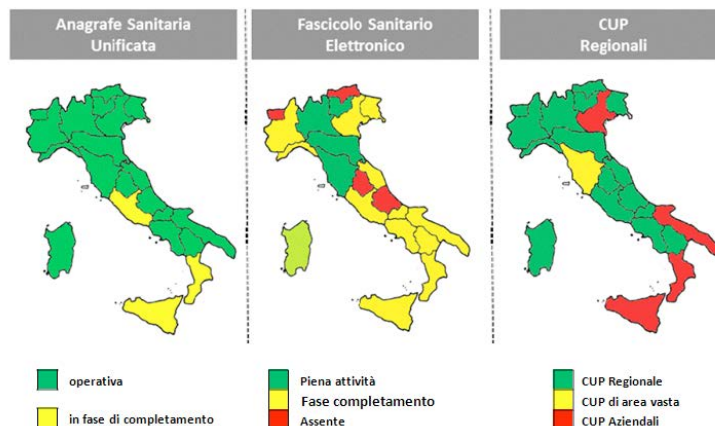 Anagrafe Sanitaria
Unificata
Fascicolo Sanitario
Elettronico
CUP
Regionali
operativa
in fase di completamento
Piena attività
Fase completamento
Assente
CUP Regionale
CUP di area vasta
CUP Aziendali